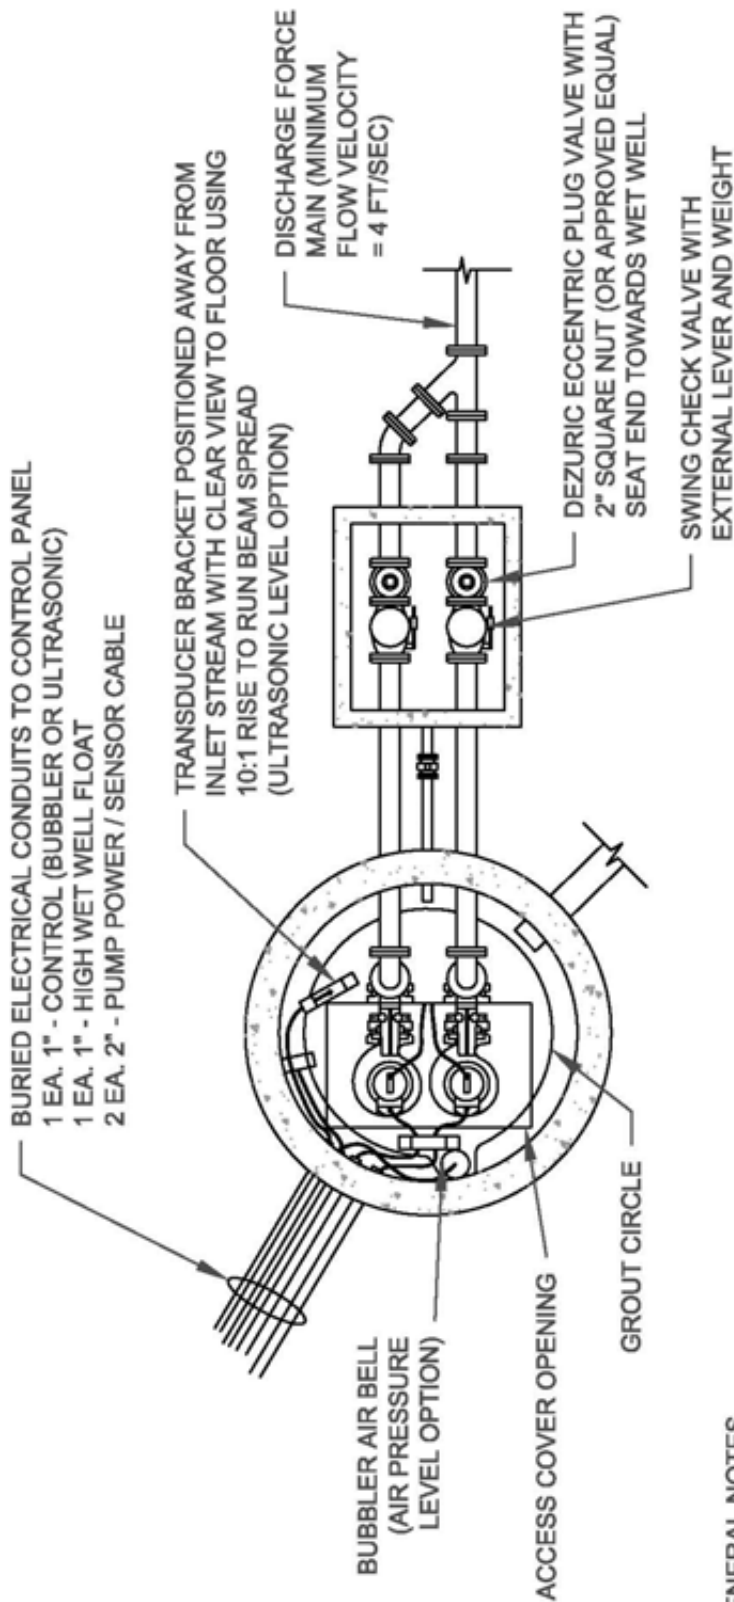 BURIED ELECTRICAL CONDUITS TO CONTROL PANEL
1 EA. 1" - CONTROL (BUBBLER OR ULTRASONIC)
1 EA. 1" - HIGH WET WELL FLOAT
2 EA. 2" - PUMP POWER / SENSOR CABLE
TRANSDUCER BRACKET POSITIONED AWAY FROM
INLET STREAM WITH CLEAR VIEW TO FLOOR USING
10:1 RISE TO RUN BEAM SPREAD
(ULTRASONIC LEVEL OPTION)
DISCHARGE FORCE
MAIN (MINIMUM
FLOW VELOCITY
= 4 FT/SEC)
BUBBLER AIR BELL
(AIR PRESSURE
LEVEL OPTION)
ACCESS COVER OPENING
GROUT CIRCLE
DEZURIC ECCENTRIC PLUG VALVE WITH
2" SQUARE NUT (OR APPROVED EQUAL)
SEAT END TOWARDS WET WELL
SWING CHECK VALVE WITH
EXTERNAL LEVER AND WEIGHT
ENERAL NOTES